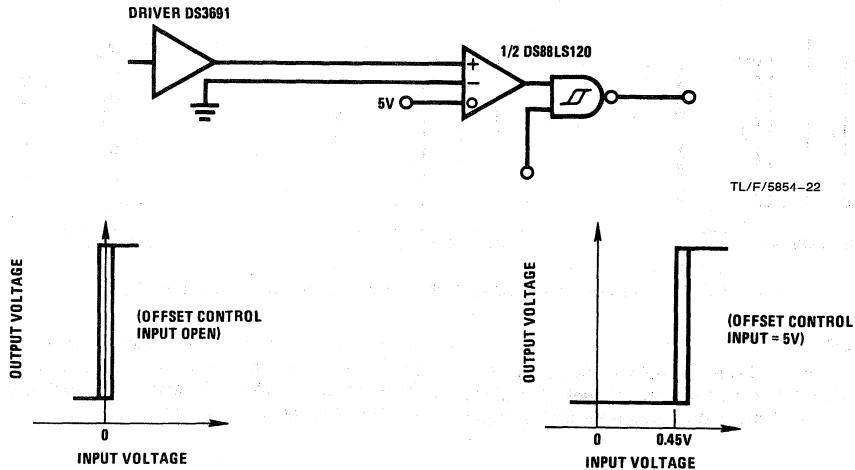 DRIVER DS3691
1/2 DS88LS120
+
−
5V
TL/F/5854–22
OUTPUT VOLTAGE
(OFFSET CONTROL
INPUT OPEN)
0
INPUT VOLTAGE
OUTPUT VOLTAGE
(OFFSET CONTROL
INPUT = 5V)
0
0.45V
INPUT VOLTAGE